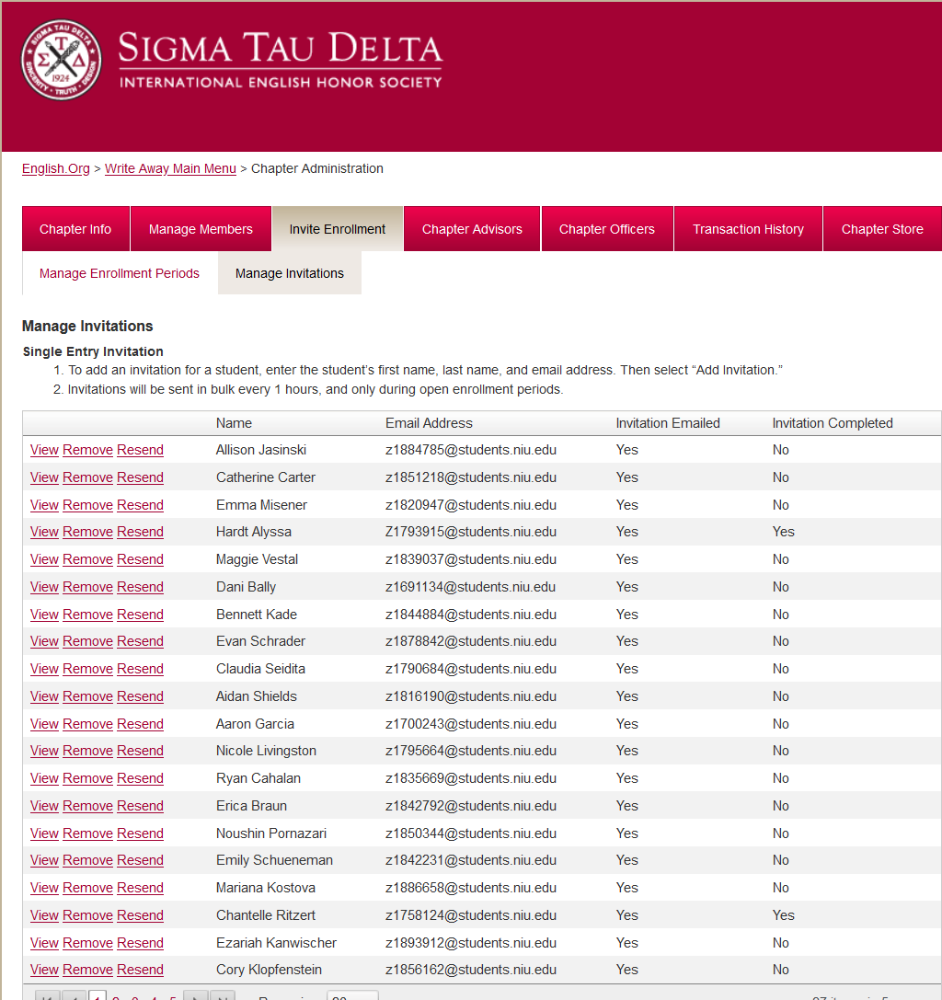 SIGMA TAU DELTA
SINCERITY · TRUTH · DESIGN
Σ Τ Δ
1924
SIGMA TAU DELTA
INTERNATIONAL ENGLISH HONOR SOCIETY
English.Org > Write Away Main Menu > Chapter Administration
Chapter Info Manage Members Invite Enrollment Chapter Advisors Chapter Officers Transaction History Chapter Store
Manage Enrollment Periods Manage Invitations
Manage Invitations
Single Entry Invitation
1. To add an invitation for a student, enter the student's first name, last name, and email address. Then select “Add Invitation.”
2. Invitations will be sent in bulk every 1 hours, and only during open enrollment periods.
Name Email Address Invitation Emailed Invitation Completed
View Remove Resend Allison Jasinski z1884785@students.niu.edu Yes No
View Remove Resend Catherine Carter z1851218@students.niu.edu Yes No
View Remove Resend Emma Misener z1820947@students.niu.edu Yes No
View Remove Resend Hardt Alyssa Z1793915@students.niu.edu Yes Yes
View Remove Resend Maggie Vestal z1839037@students.niu.edu Yes No
View Remove Resend Dani Bally z1691134@students.niu.edu Yes No
View Remove Resend Bennett Kade z1844884@students.niu.edu Yes No
View Remove Resend Evan Schrader z1878842@students.niu.edu Yes No
View Remove Resend Claudia Seidita z1790684@students.niu.edu Yes No
View Remove Resend Aidan Shields z1816190@students.niu.edu Yes No
View Remove Resend Aaron Garcia z1700243@students.niu.edu Yes No
View Remove Resend Nicole Livingston z1795664@students.niu.edu Yes No
View Remove Resend Ryan Cahalan z1835669@students.niu.edu Yes No
View Remove Resend Erica Braun z1842792@students.niu.edu Yes No
View Remove Resend Noushin Pornazari z1850344@students.niu.edu Yes No
View Remove Resend Emily Schueneman z1842231@students.niu.edu Yes No
View Remove Resend Mariana Kostova z1886658@students.niu.edu Yes No
View Remove Resend Chantelle Ritzert z1758124@students.niu.edu Yes Yes
View Remove Resend Ezariah Kanwischer z1893912@students.niu.edu Yes No
View Remove Resend Cory Klopfenstein z1856162@students.niu.edu Yes No